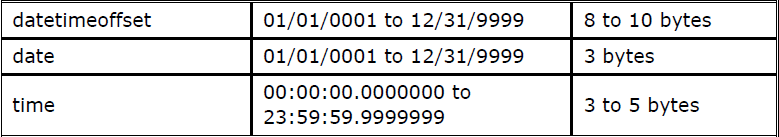 datetimeoffset 01/01/0001 to 12/31/9999 8 to 10 bytes
date 01/01/0001 to 12/31/9999 3 bytes
time 00:00:00.0000000 to 3 to 5 bytes
23:59:59.9999999